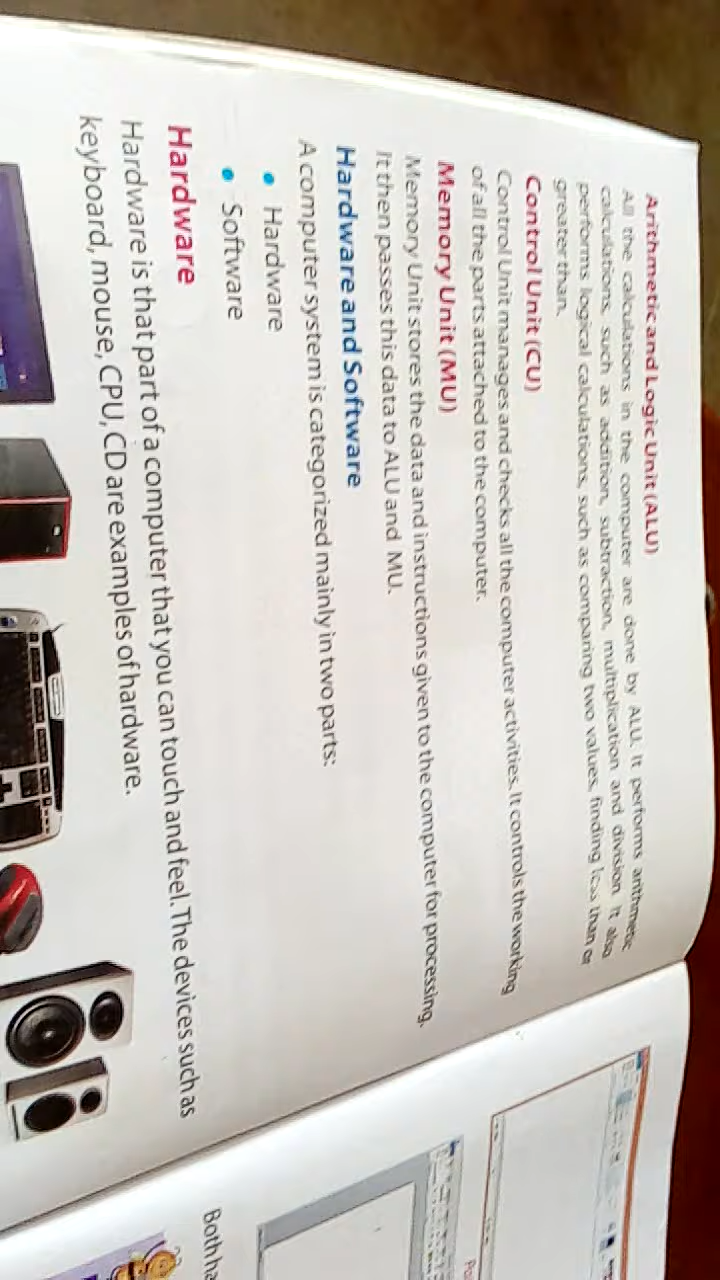 Arithmetic and Logic Unit (ALU)
All the calculations in the computer are done by ALU. It performs arithmetic
calculations, such as addition, subtraction, multiplication and division. It also
performs logical calculations, such as comparing two values, finding less than or
greater than.
Control Unit (CU)
Control Unit manages and checks all the computer activities. It controls the working
of all the parts attached to the computer.
Memory Unit (MU)
Memory Unit stores the data and instructions given to the computer for processing.
It then passes this data to ALU and MU.
Hardware and Software
A computer system is categorized mainly in two parts:
• Hardware
• Software
Hardware
Hardware is that part of a computer that you can touch and feel. The devices such as
keyboard, mouse, CPU, CD are examples of hardware.
Both